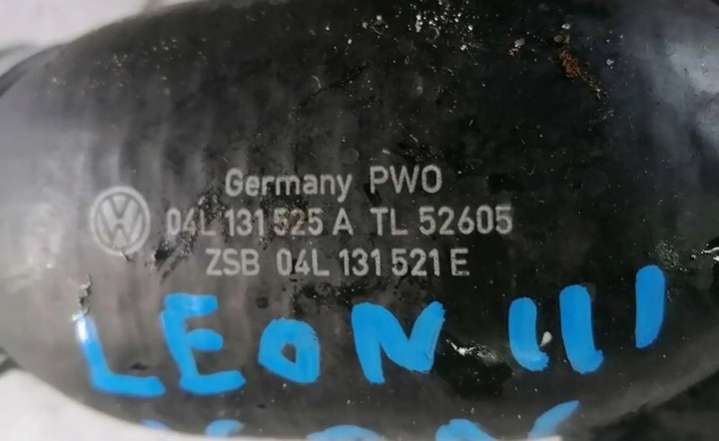 Germany PWO
04L 131 525 A TL 52605
ZSB 04L 131 521 E
LEON III